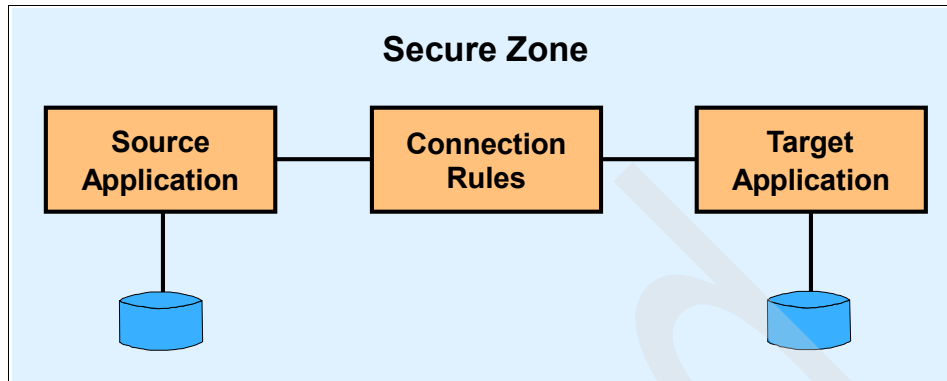 Secure Zone
Source
Application
Connection
Rules
Target
Application